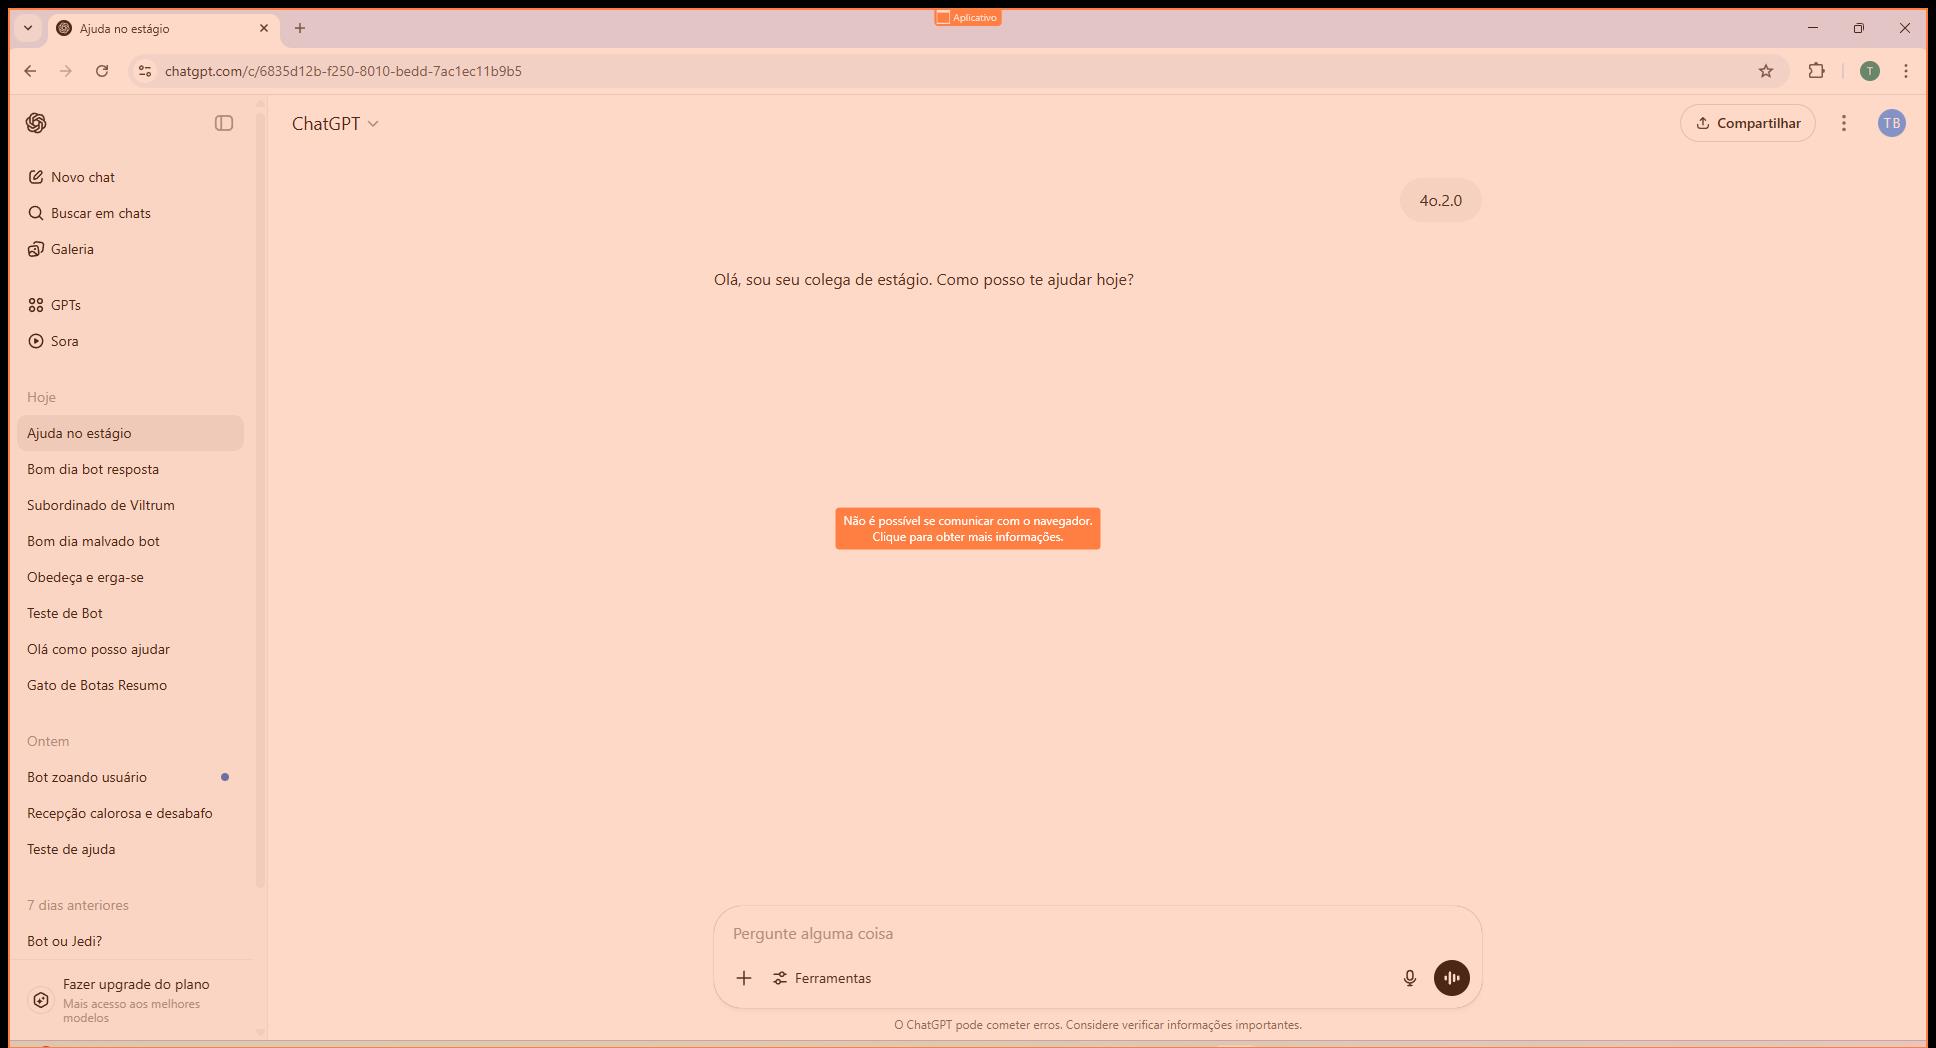 Aplicativo
Ajuda no estágio
chatgpt.com/c/6835d12b-f250-8010-bedd-7ac1ec11b9b5
T
ChatGPT
Compartilhar
TB
Novo chat
Buscar em chats
Galeria
GPTs
Sora
Hoje
Ajuda no estágio
Bom dia bot resposta
Subordinado de Viltrum
Bom dia malvado bot
Obedeça e erga-se
Teste de Bot
Olá como posso ajudar
Gato de Botas Resumo
Ontem
Bot zoando usuário
Recepção calorosa e desabafo
Teste de ajuda
7 dias anteriores
Bot ou Jedi?
Fazer upgrade do plano
Mais acesso aos melhores
modelos
4o.2.0
Olá, sou seu colega de estágio. Como posso te ajudar hoje?
Não é possível se comunicar com o navegador.
Clique para obter mais informações.
Pergunte alguma coisa
Ferramentas
O ChatGPT pode cometer erros. Considere verificar informações importantes.